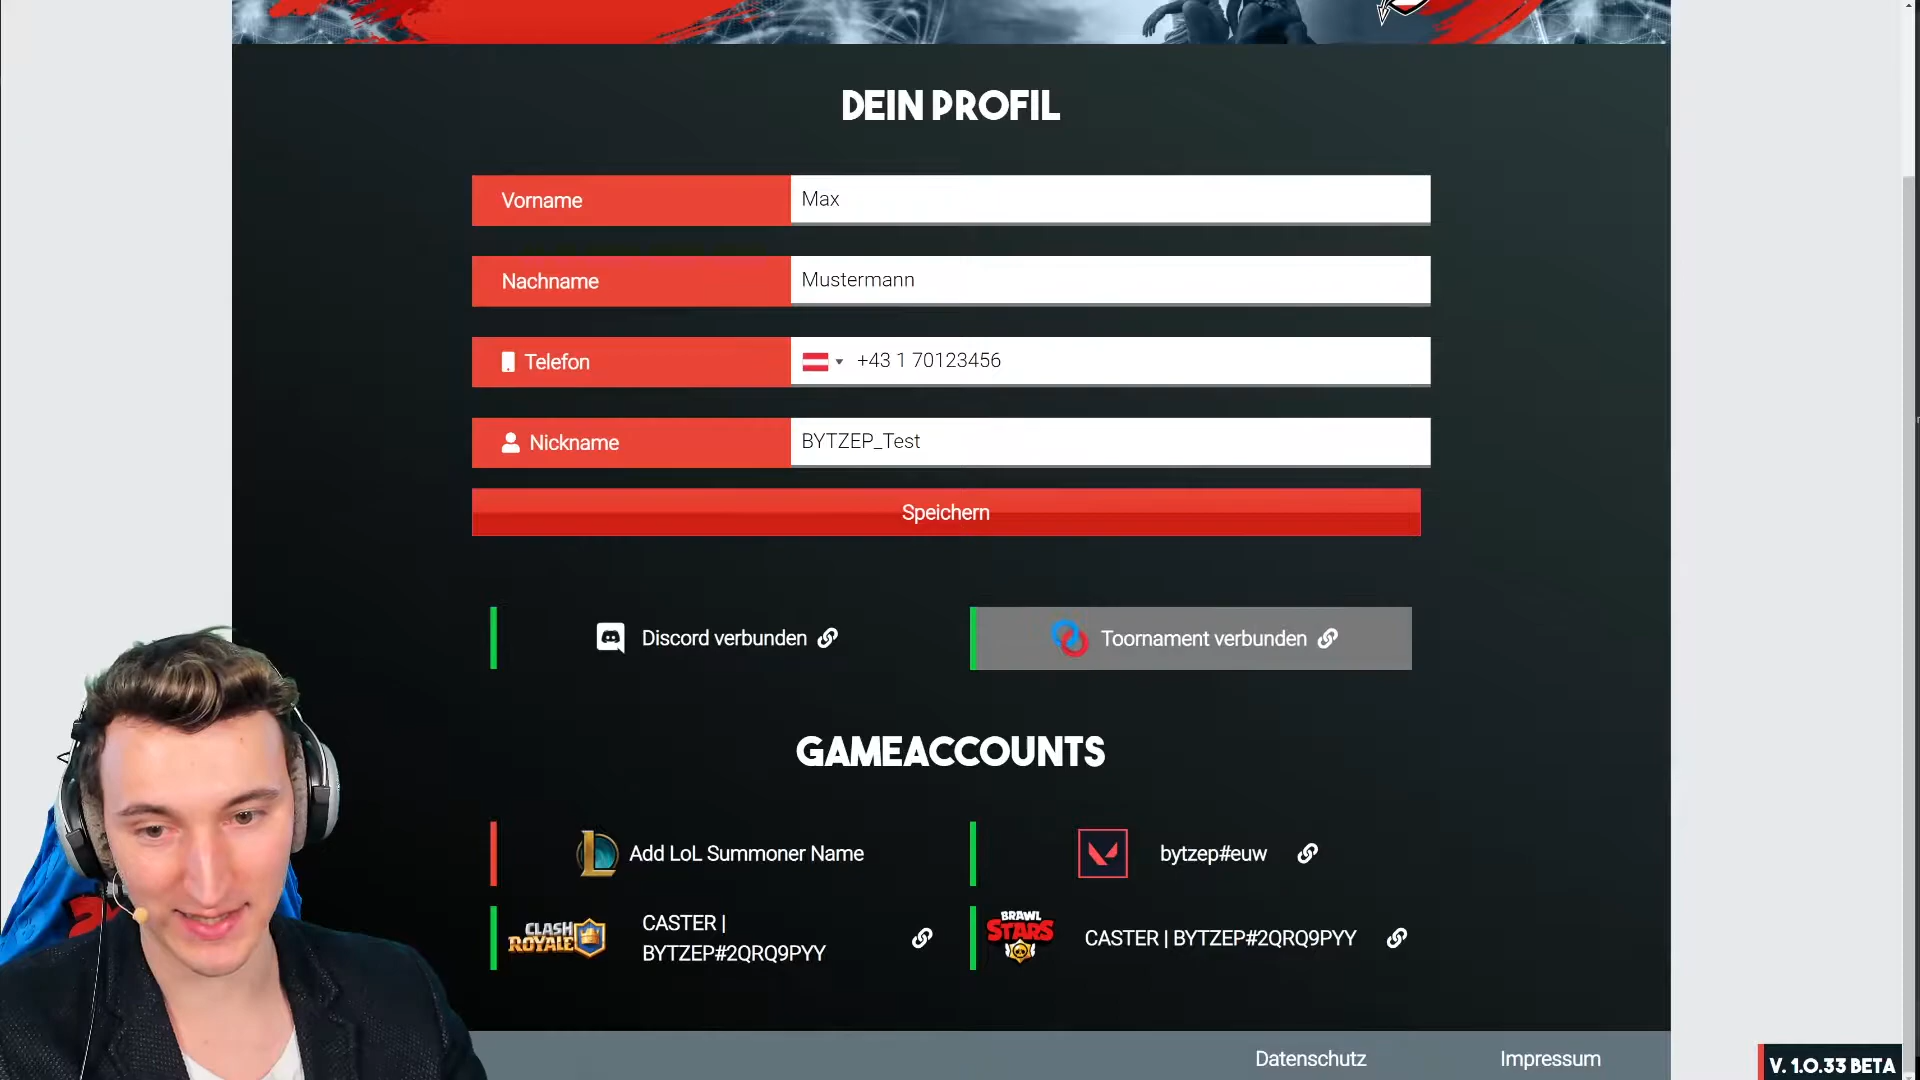 DEIN PROFIL
Vorname
Max
Nachname
Mustermann
Telefon
+43 1 70123456
Nickname
BYTZEP_Test
Speichern
Discord verbunden
Toornament verbunden
GAMEACCOUNTS
Add LoL Summoner Name
bytzep#euw
CLASH
ROYALE
CASTER |
BYTZEP#2QRQ9PYY
BRAWL
STARS
CASTER | BYTZEP#2QRQ9PYY
Datenschutz
Impressum
V. 1.0.33 BETA